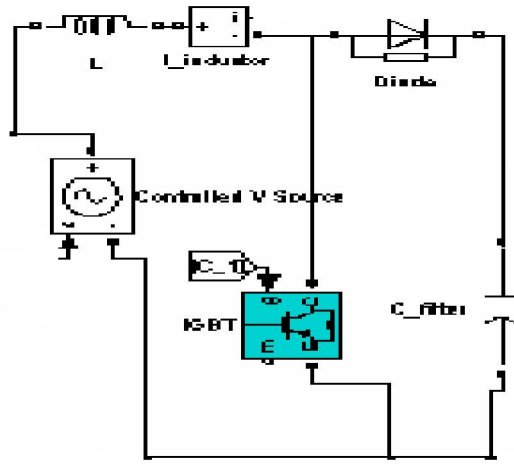 L
I_inductor
Diode
+
-
i
+
Controlled V Source
v
-
C_1
g
C
IGBT
E
C_filter